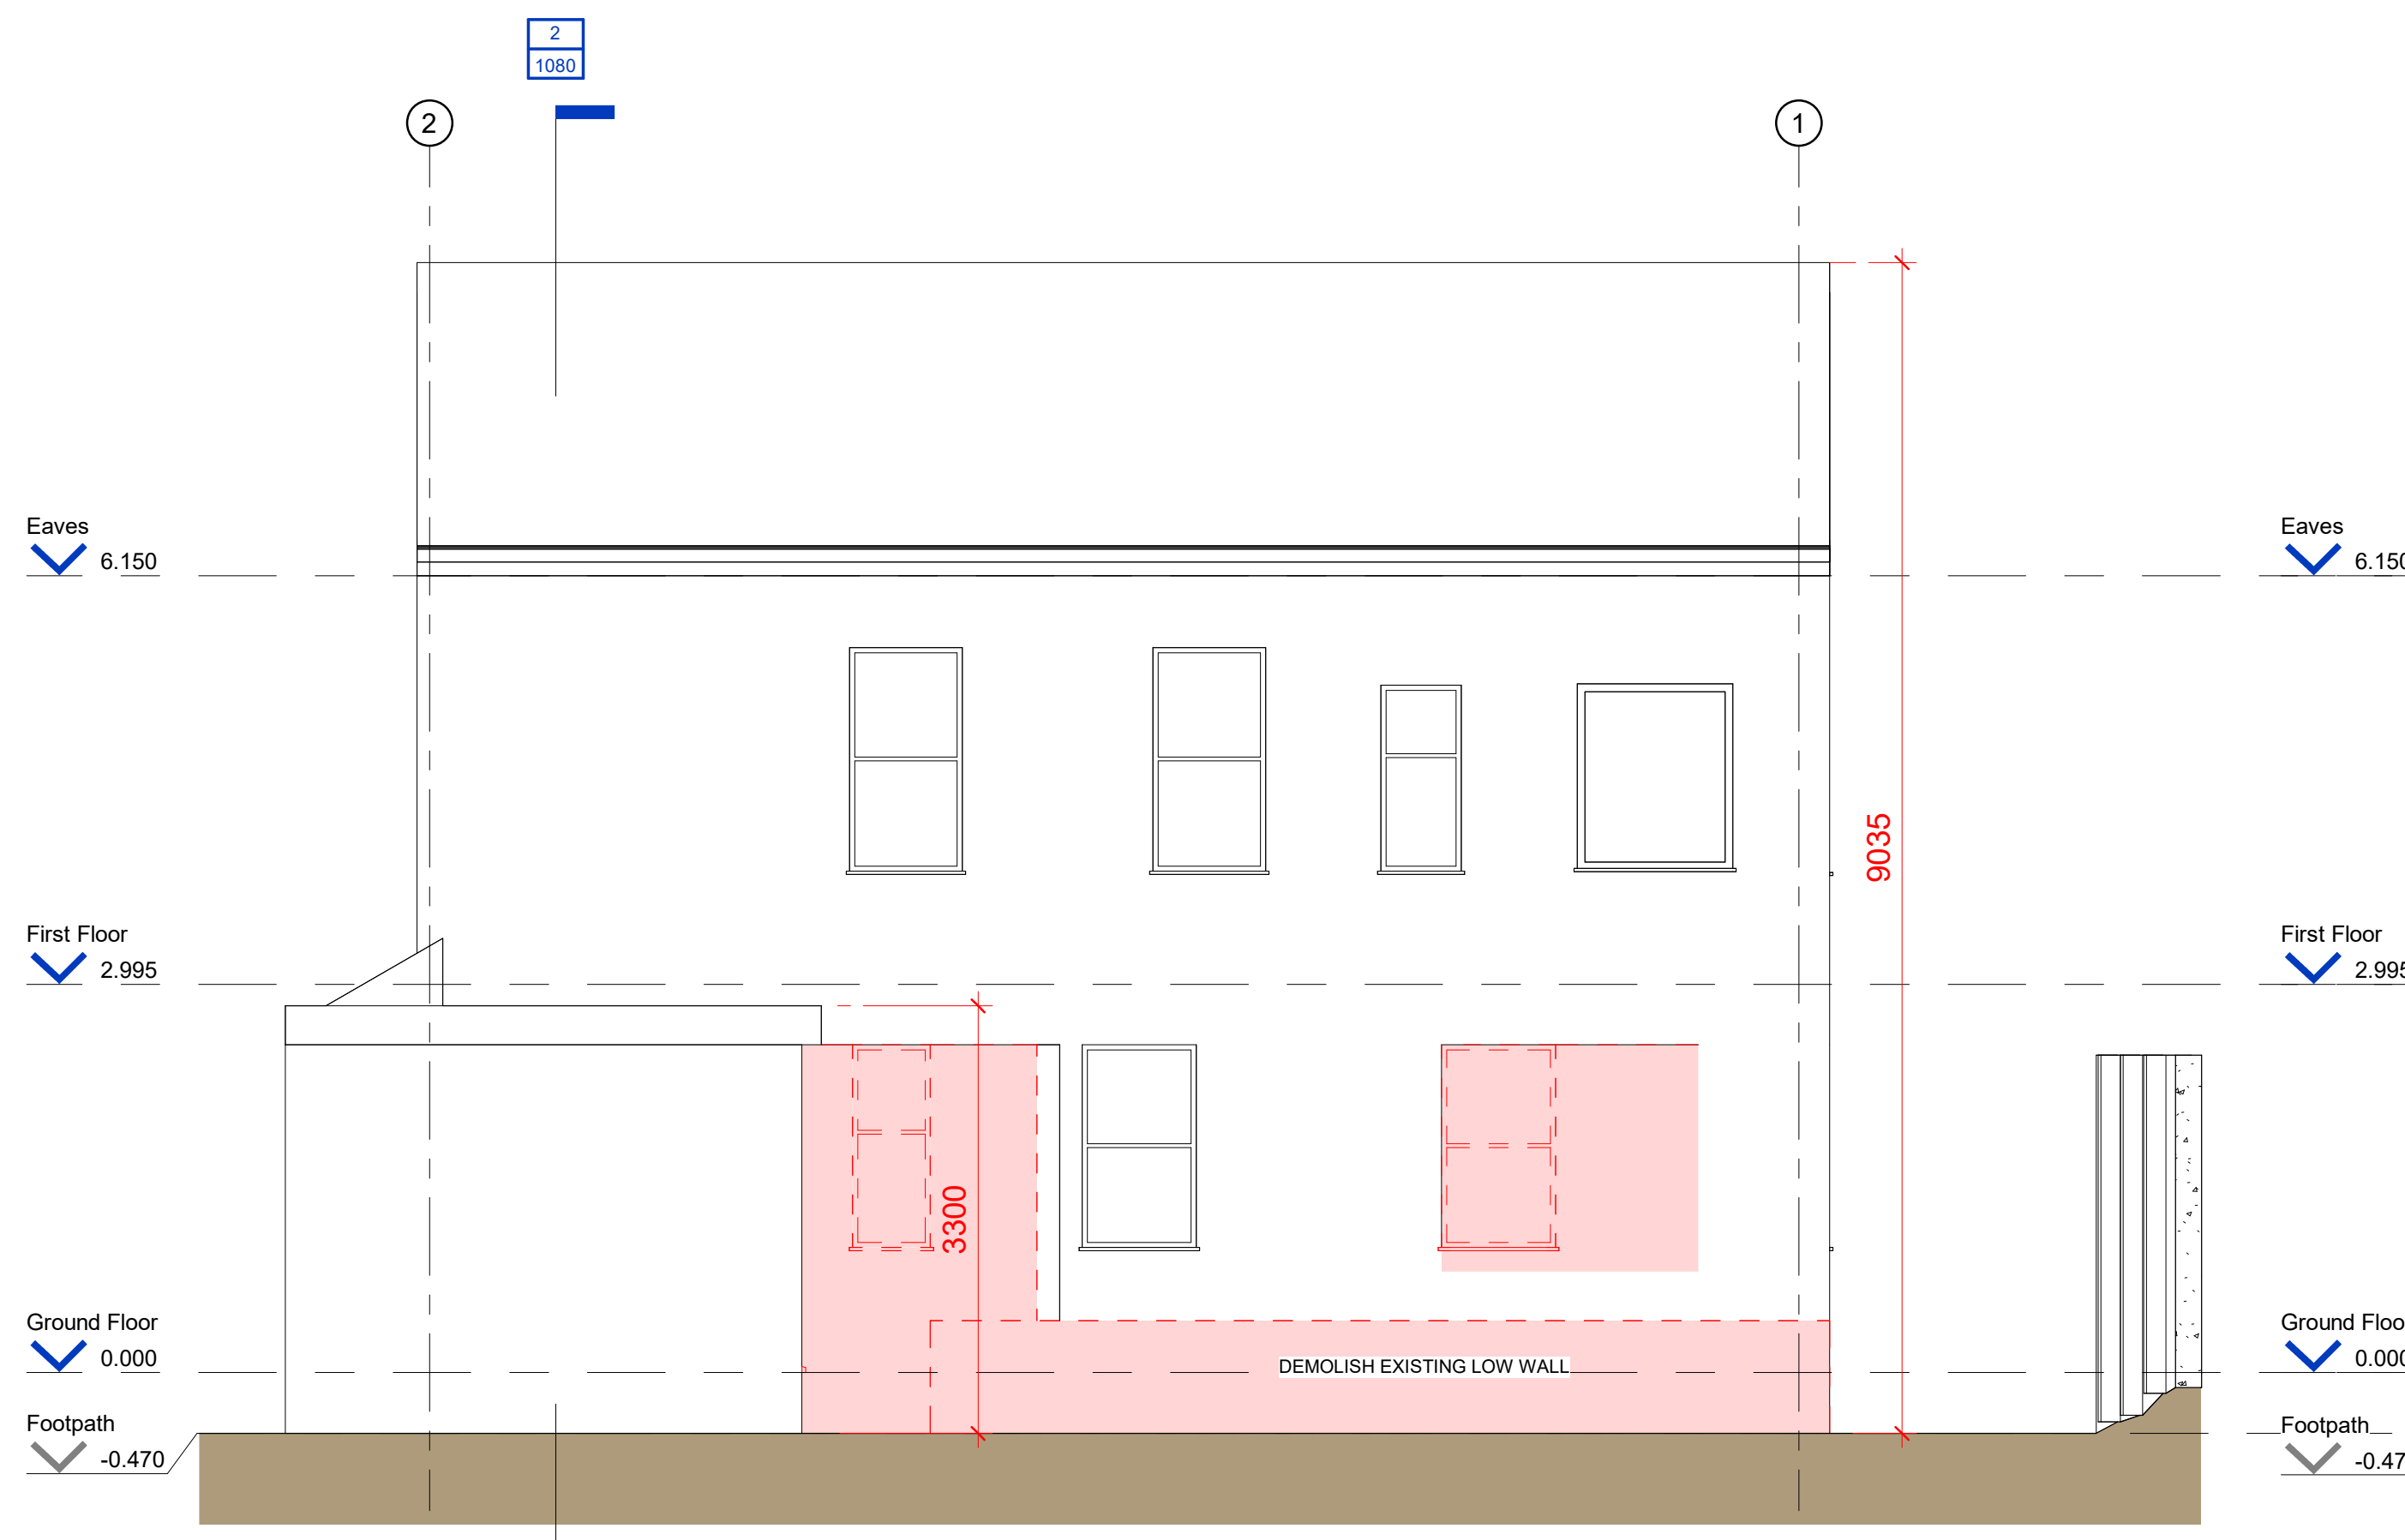 2
1080
2
1
Eaves
6.150
Eaves
6.150
9035
First Floor
2.995
First Floor
2.995
3300
Ground Floor
0.000
DEMOLISH EXISTING LOW WALL
Ground Floo
0.000
Footpath
-0.470
Footpath
-0.47